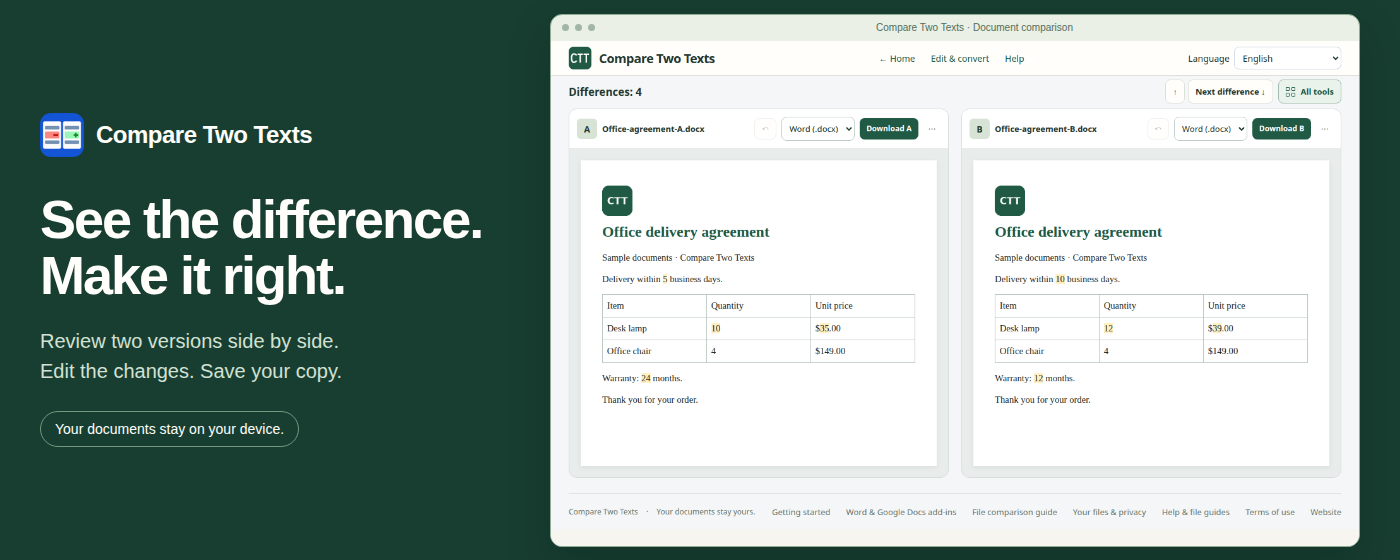 Compare Two Texts
See the difference.
Make it right.
Review two versions side by side.
Edit the changes. Save your copy.
Your documents stay on your device.
Compare Two Texts · Document comparison
CTT Compare Two Texts ← Home Edit & convert Help Language English
Differences: 4 ↑ Next difference ↓ All tools
A Office-agreement-A.docx Word (.docx) Download A ...
CTT
Office delivery agreement
Sample documents · Compare Two Texts
Delivery within 5 business days.
Item Quantity Unit price
Desk lamp 10 $35.00
Office chair 4 $149.00
Warranty: 24 months.
Thank you for your order.
B Office-agreement-B.docx Word (.docx) Download B ...
CTT
Office delivery agreement
Sample documents · Compare Two Texts
Delivery within 10 business days.
Item Quantity Unit price
Desk lamp 12 $39.00
Office chair 4 $149.00
Warranty: 12 months.
Thank you for your order.
Compare Two Texts · Your documents stay yours. Getting started Word & Google Docs add-ins File comparison guide Your files & privacy Help & file guides Terms of use Website